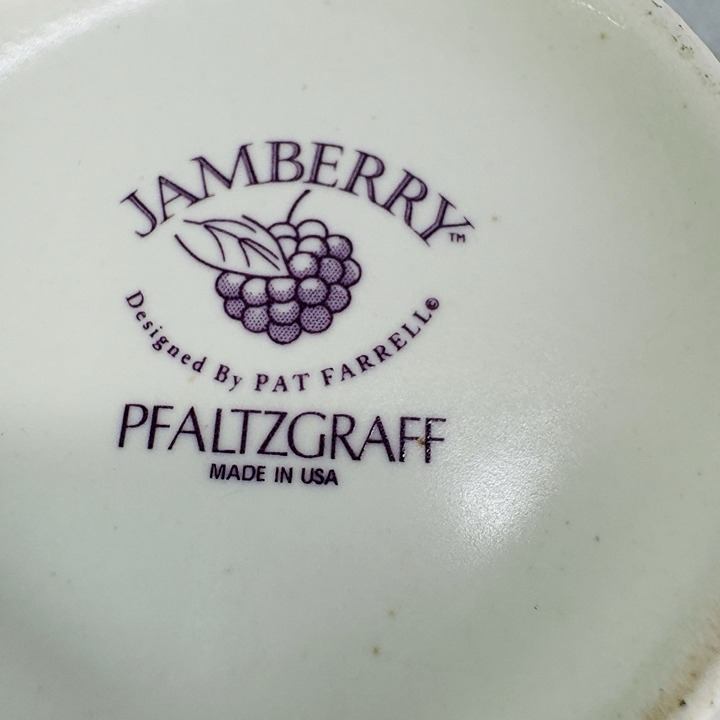 JAMBERRY™
Designed By PAT FARRELL©
PFALTZGRAFF
MADE IN USA